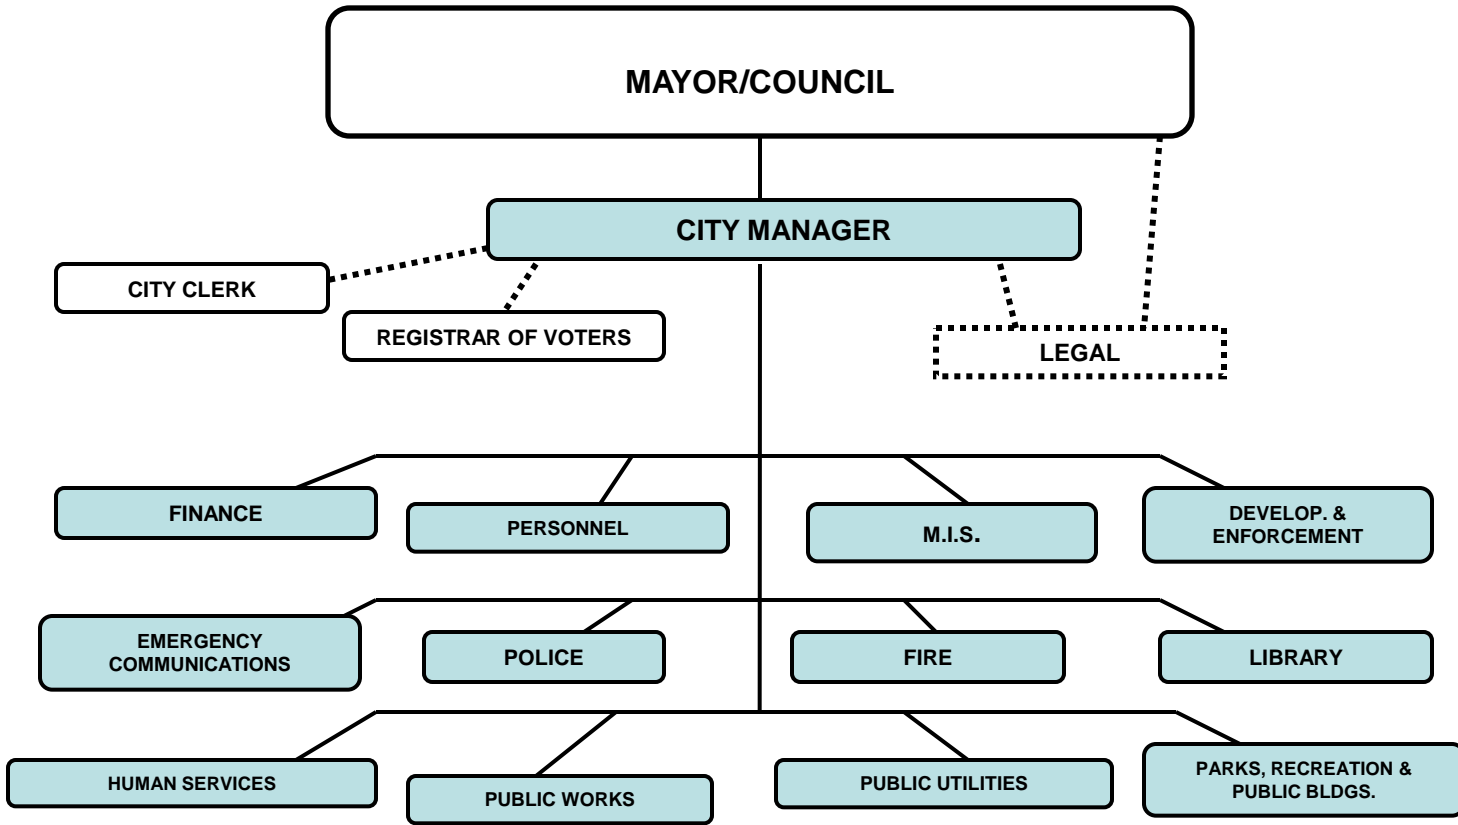 MAYOR/COUNCIL
CITY MANAGER
CITY CLERK
REGISTRAR OF VOTERS
LEGAL
FINANCE
PERSONNEL
M.I.S.
DEVELOP. &
ENFORCEMENT
EMERGENCY
COMMUNICATIONS
POLICE
FIRE
LIBRARY
HUMAN SERVICES
PUBLIC WORKS
PUBLIC UTILITIES
PARKS, RECREATION &
PUBLIC BLDGS.